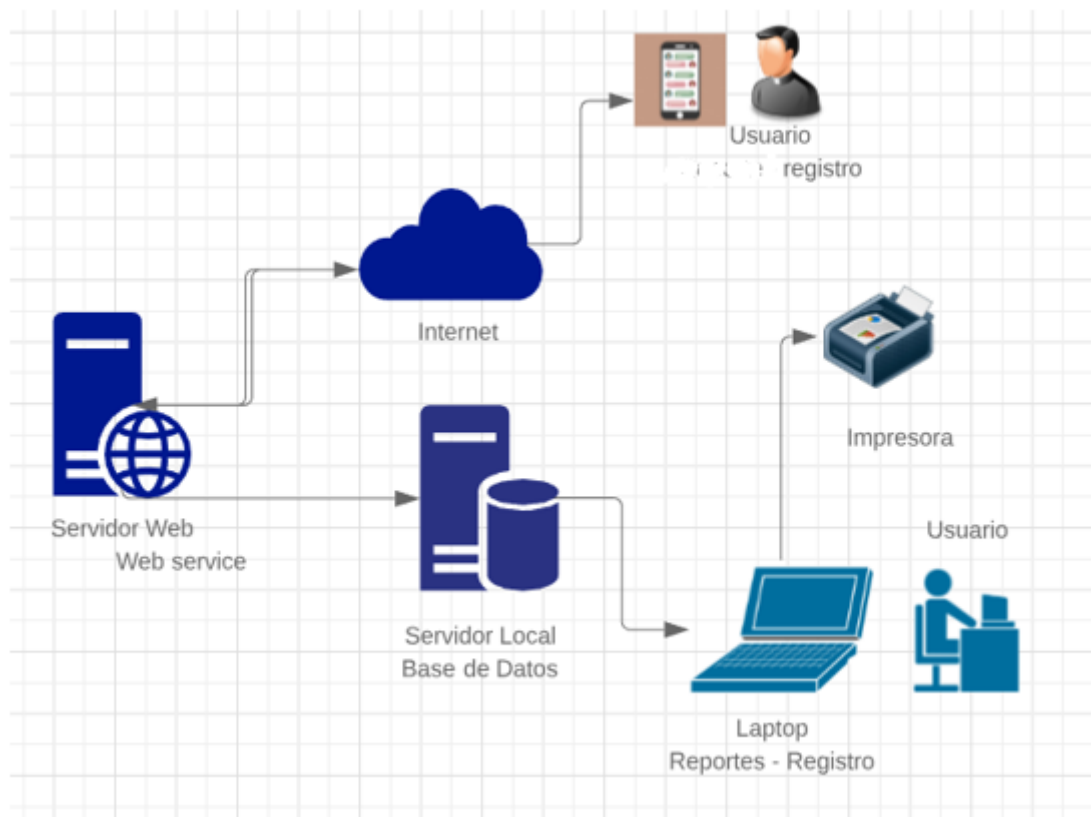 Usuario
registro
Internet
Impresora
Servidor Web
Web service
Usuario
Servidor Local
Base de Datos
Laptop
Reportes - Registro